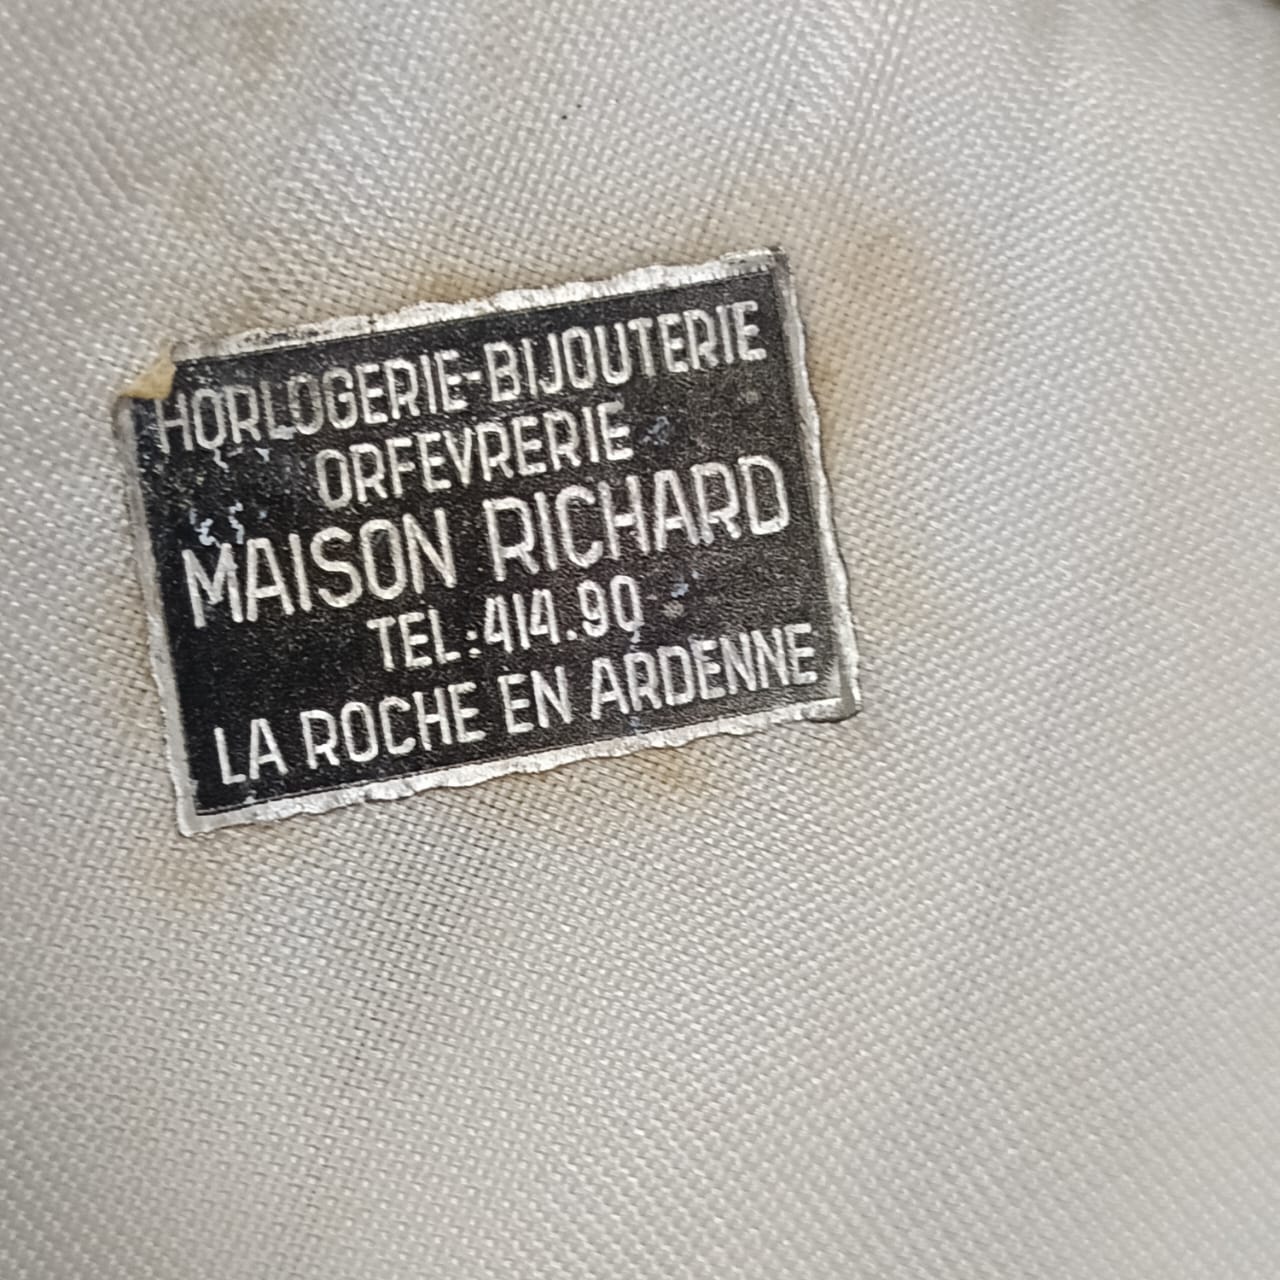 HORLOGERIE-BIJOUTERIE
ORFEVRERIE
MAISON RICHARD
TEL:414.90
LA ROCHE EN ARDENNE